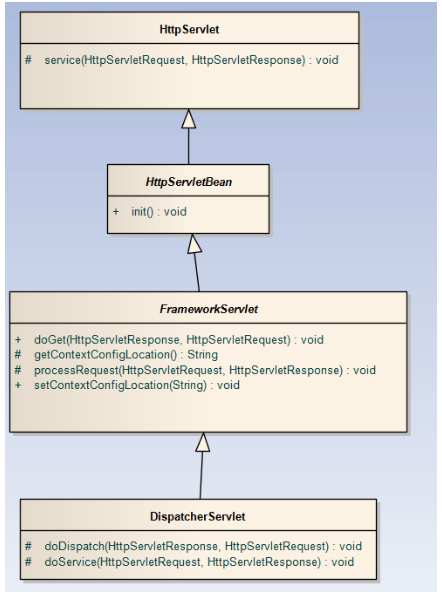 HttpServlet
# service(HttpServletRequest, HttpServletResponse) : void
HttpServletBean
+ init() : void
FrameworkServlet
+ doGet(HttpServletResponse, HttpServletRequest) : void
# getContextConfigLocation() : String
# processRequest(HttpServletRequest, HttpServletResponse) : void
+ setContextConfigLocation(String) : void
DispatcherServlet
# doDispatch(HttpServletResponse, HttpServletRequest) : void
# doService(HttpServletRequest, HttpServletResponse) : void